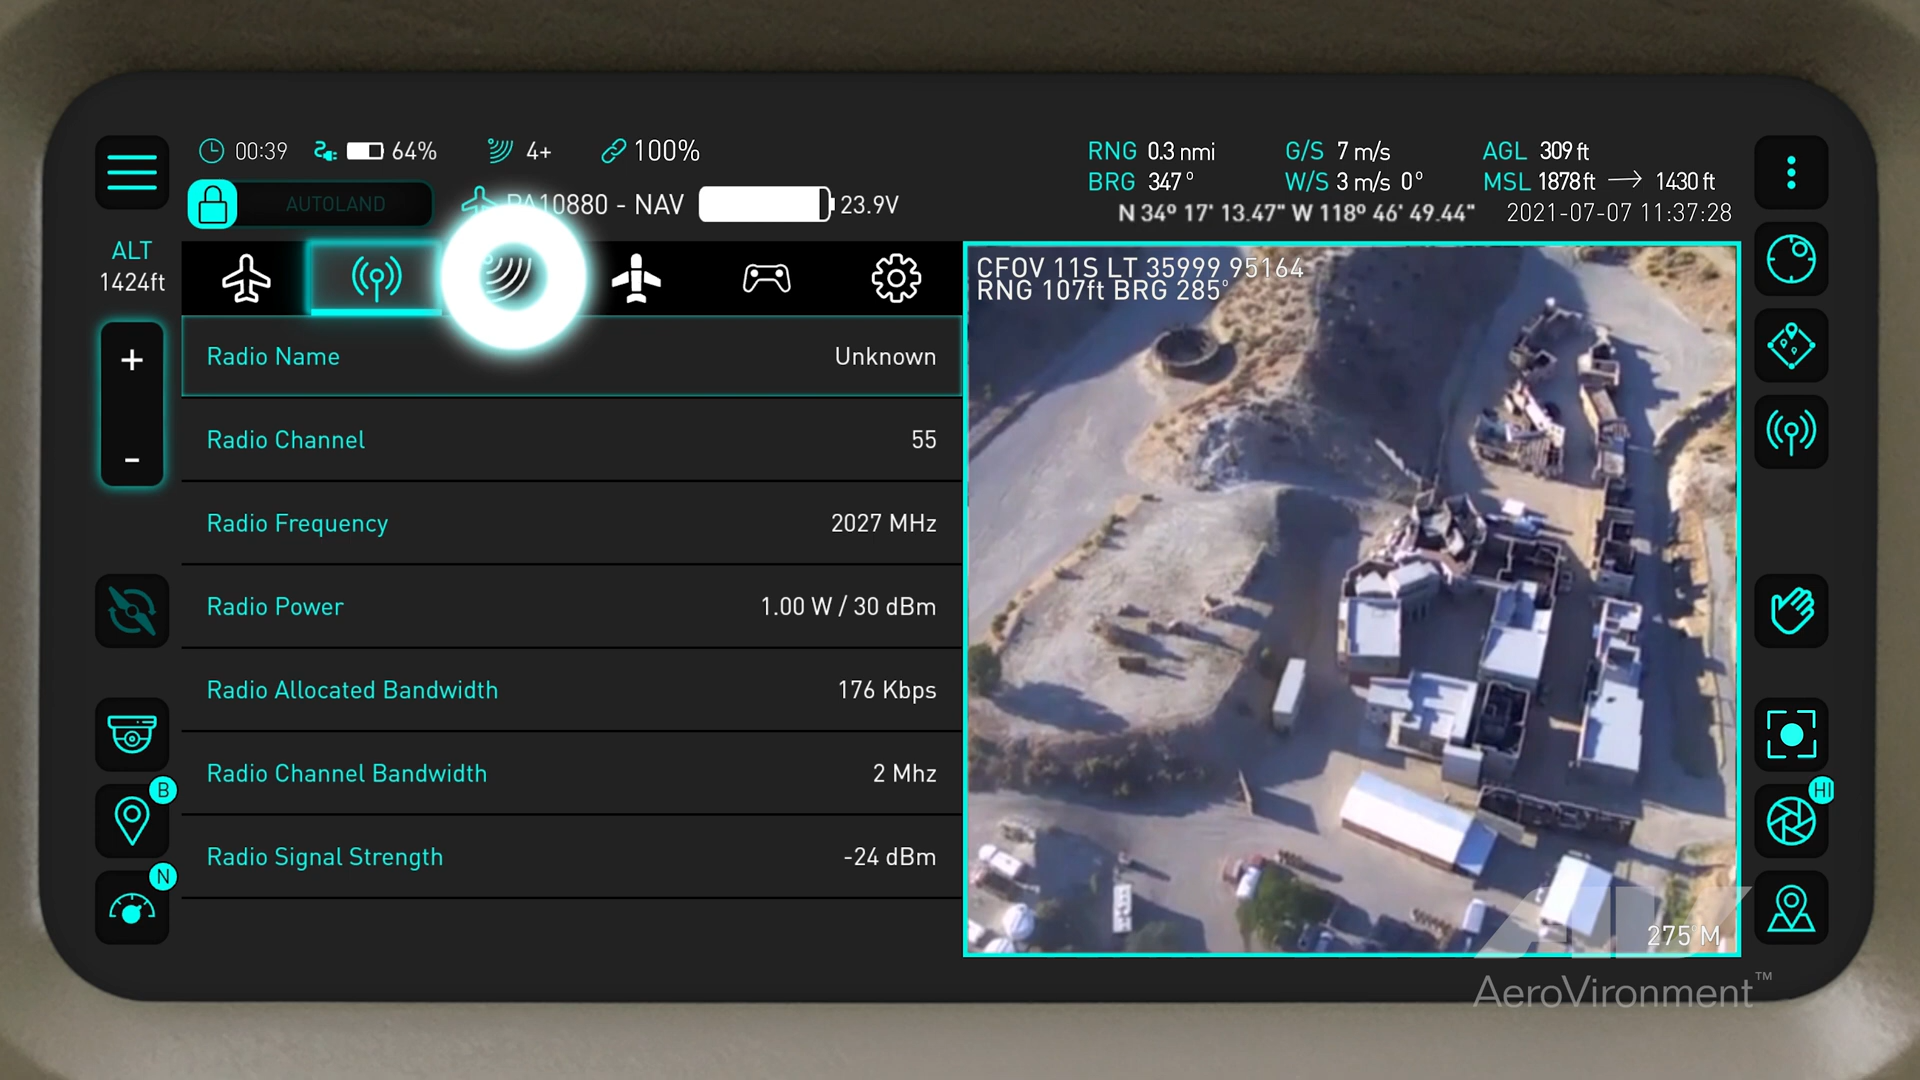 00:39 64% 4+ 100%
AUTOLAND
PA10880 - NAV 23.9V
RNG 0.3 nmi G/S 7 m/s AGL 309 ft
BRG 347° W/S 3 m/s 0° MSL 1878 ft → 1430 ft
N 34° 17' 13.47" W 118° 46' 49.44" 2021-07-07 11:37:28
ALT
1424ft
+
-
CFOV 11S LT 35999 95164
RNG 107ft BRG 285°
Radio Name Unknown
Radio Channel 55
Radio Frequency 2027 MHz
Radio Power 1.00 W / 30 dBm
Radio Allocated Bandwidth 176 Kbps
Radio Channel Bandwidth 2 Mhz
Radio Signal Strength -24 dBm
B
N
HI
275°M
AV
AeroVironment™